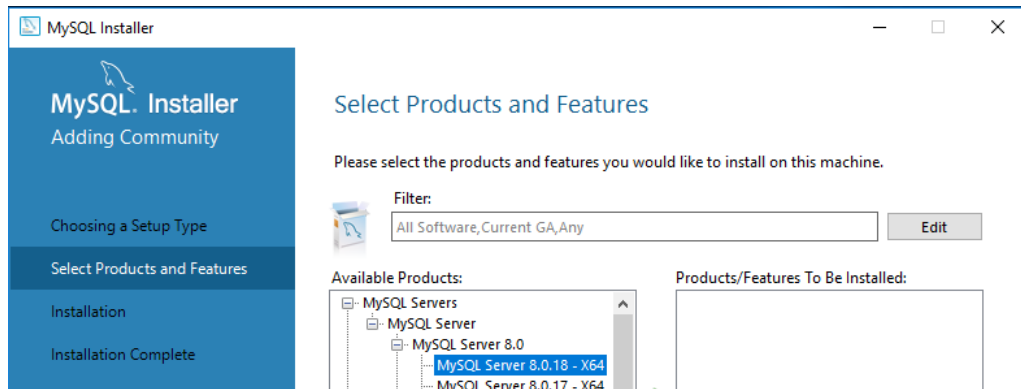 MySQL Installer
MySQL. Installer
Adding Community
Choosing a Setup Type
Select Products and Features
Installation
Installation Complete
Select Products and Features
Please select the products and features you would like to install on this machine.
Filter:
All Software,Current GA,Any
Edit
Available Products:
MySQL Servers
MySQL Server
MySQL Server 8.0
MySQL Server 8.0.18 - X64
MySQL Server 8.0.17 - X64
Products/Features To Be Installed: